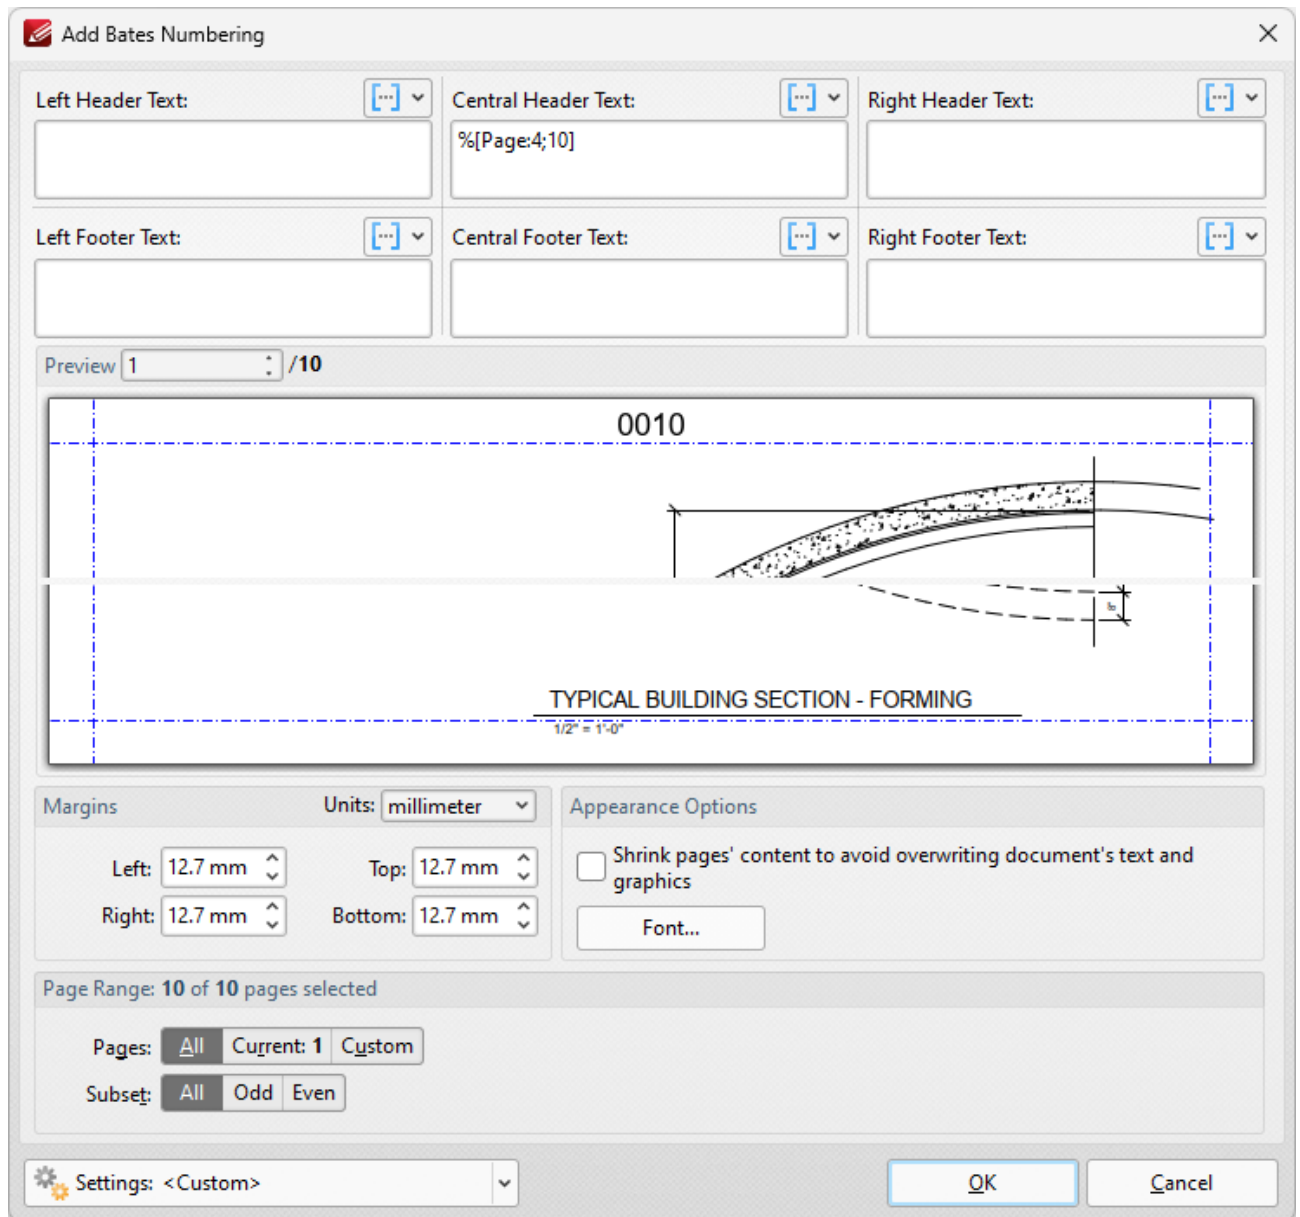 Add Bates Numbering
Left Header Text:
Central Header Text:
Right Header Text:
%[Page:4;10]
Left Footer Text:
Central Footer Text:
Right Footer Text:
Preview 1 /10
0010
TYPICAL BUILDING SECTION - FORMING
1/2" = 1'-0"
Margins
Units: millimeter
Appearance Options
Left: 12.7 mm Top: 12.7 mm
Right: 12.7 mm Bottom: 12.7 mm
Shrink pages' content to avoid overwriting document's text and
graphics
Font...
Page Range: 10 of 10 pages selected
Pages: All Current: 1 Custom
Subset: All Odd Even
Settings: <Custom>
OK
Cancel